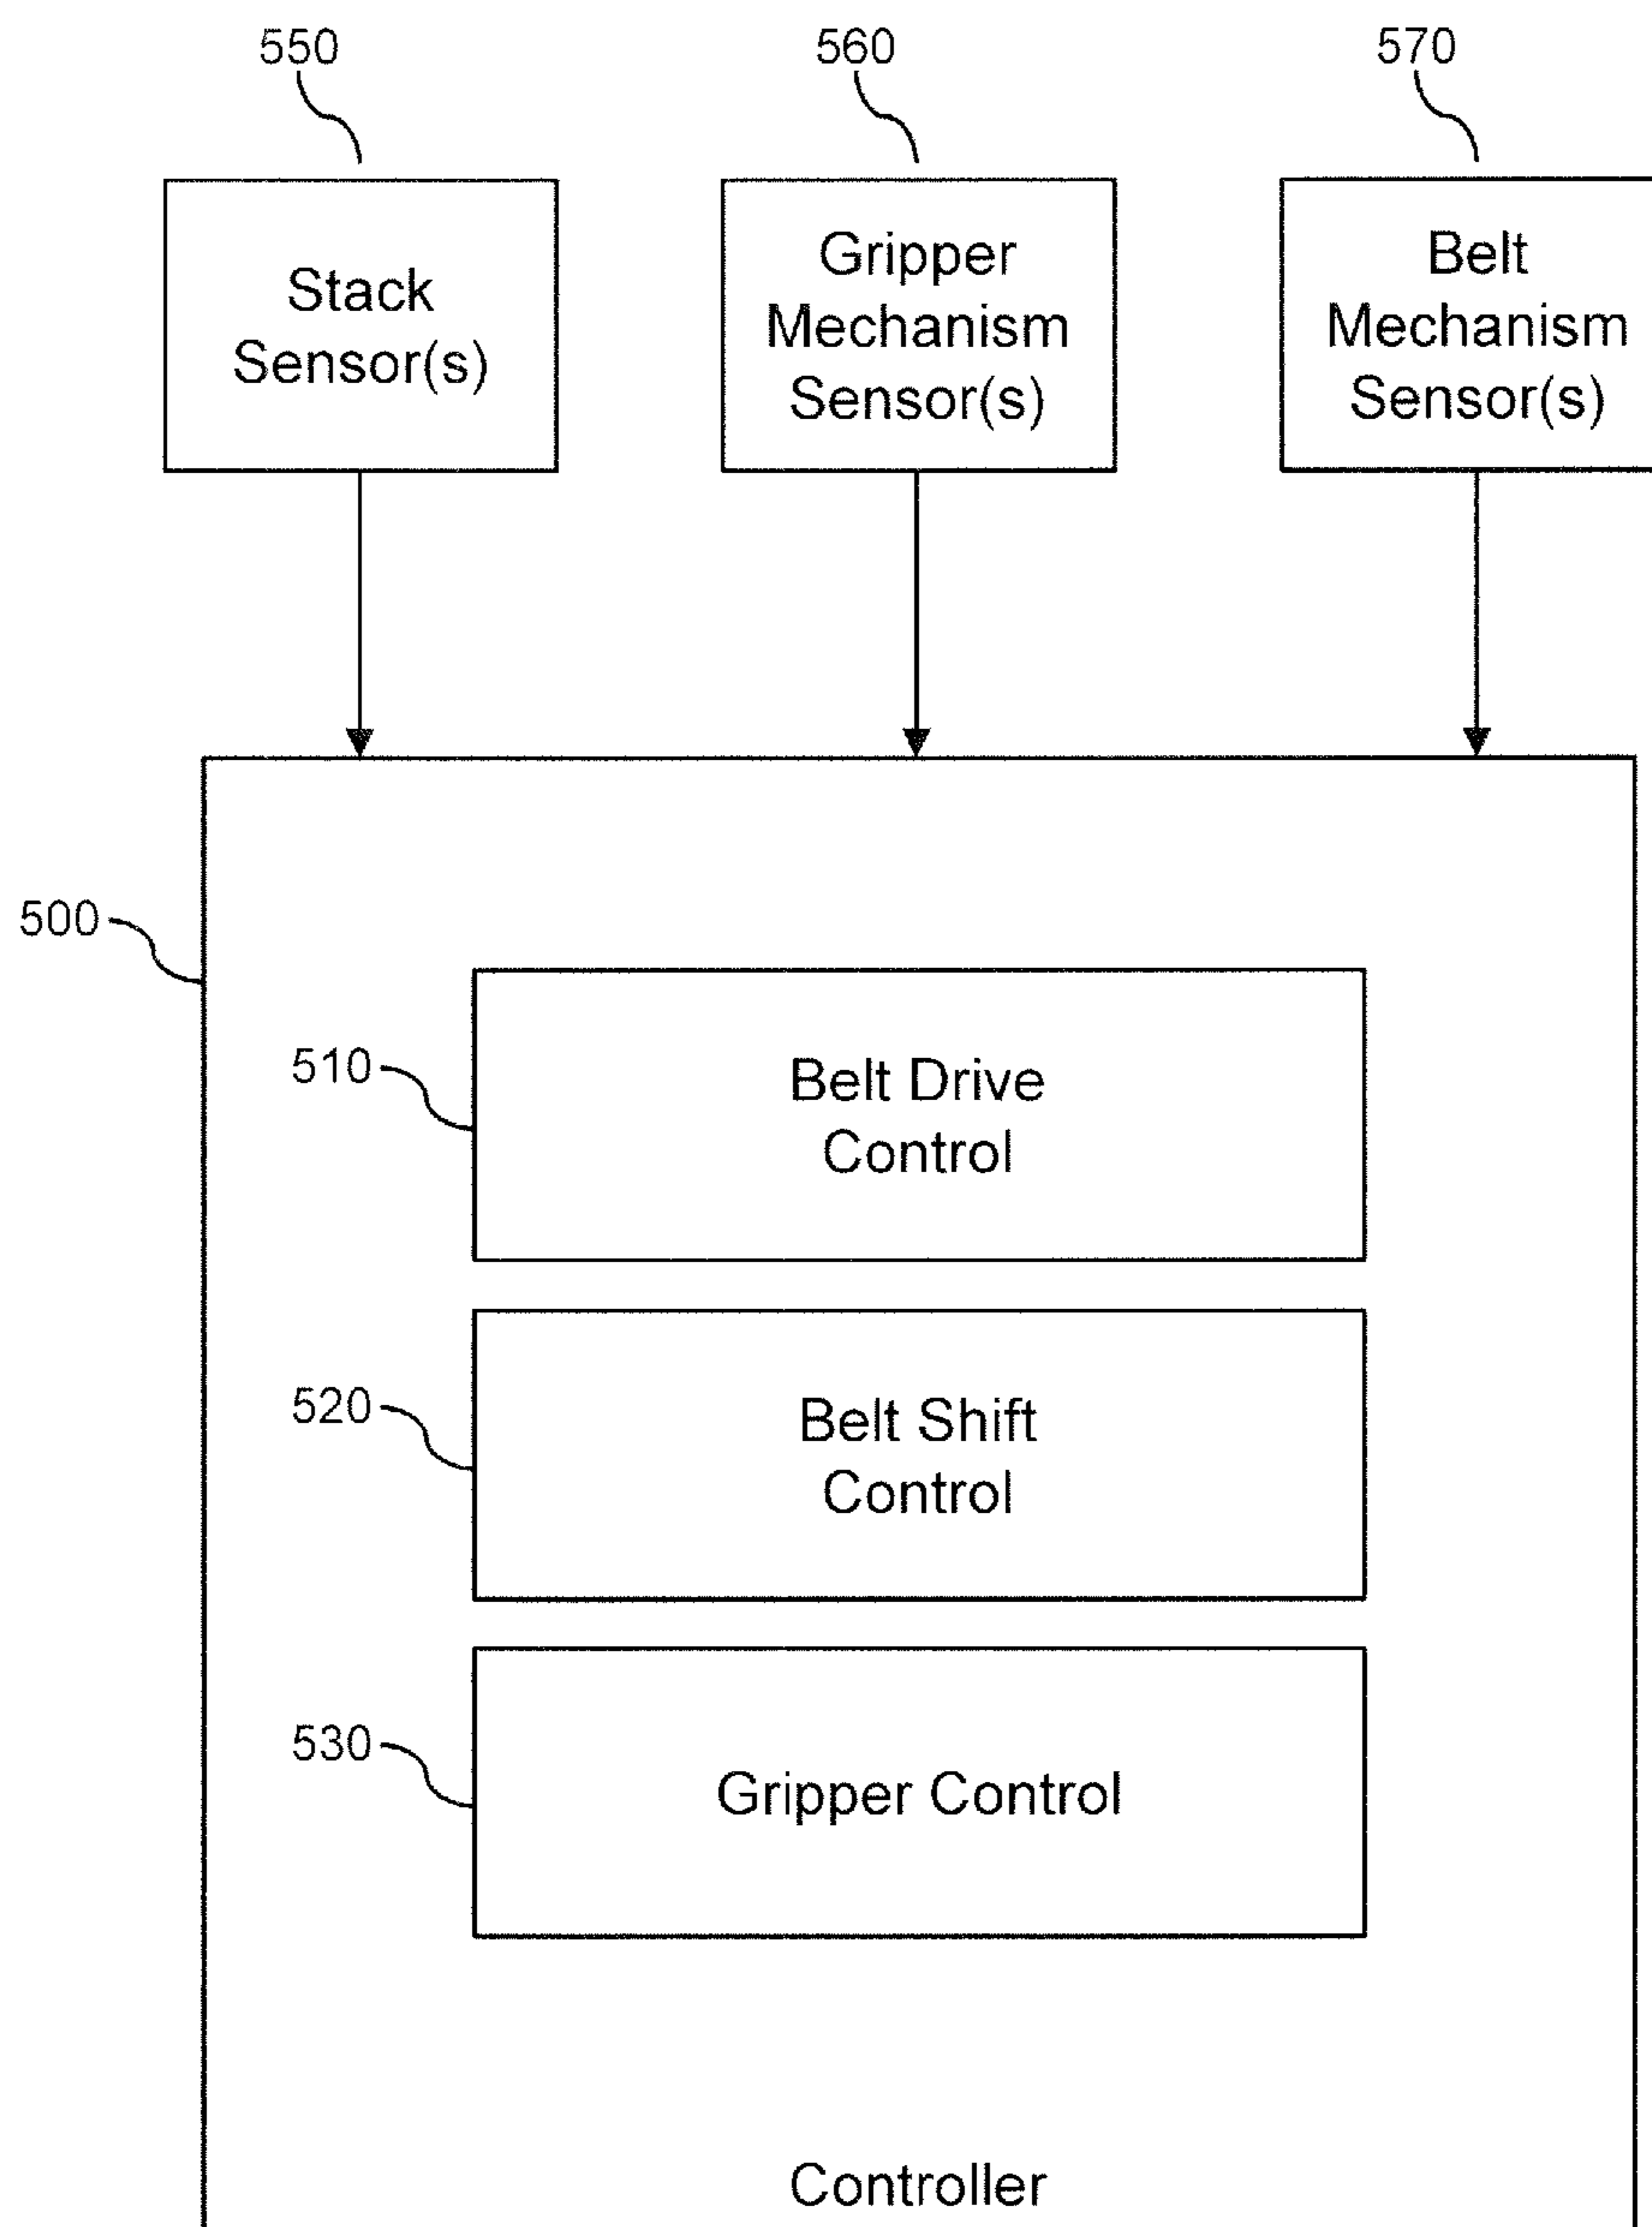 550
560
570
Stack
Sensor(s)
Gripper
Mechanism
Sensor(s)
Belt
Mechanism
Sensor(s)
500
510
Belt Drive
Control
520
Belt Shift
Control
530
Gripper Control
Controller